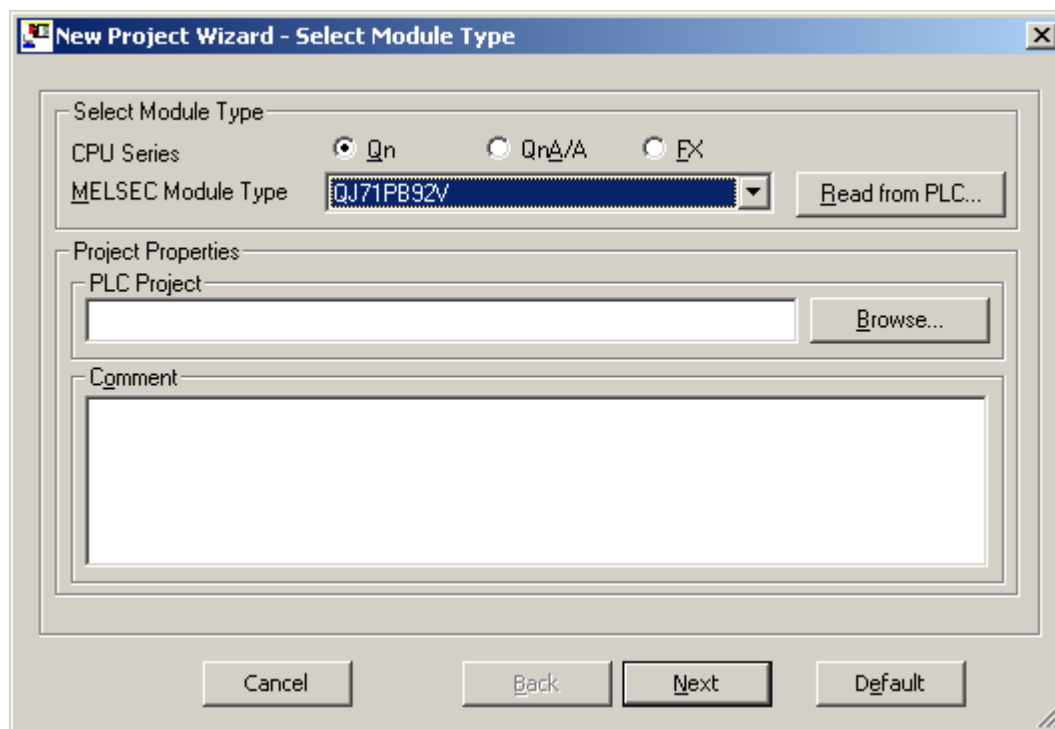 New Project Wizard - Select Module Type
Select Module Type
CPU Series Qn QnA/A FX
MELSEC Module Type QJ71PB92V Read from PLC...
Project Properties
PLC Project
Browse...
Comment
Cancel Back Next Default